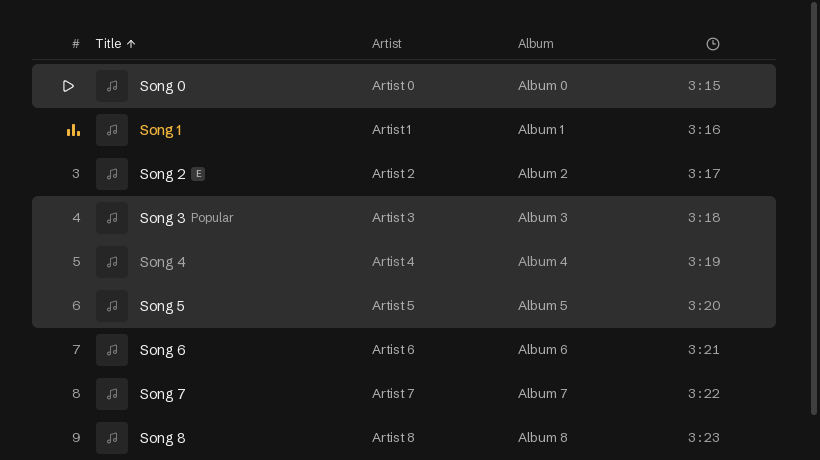 # Title ↑ Artist Album
Song 0 Artist 0 Album 0 3:15
Song 1 Artist 1 Album 1 3:16
3 Song 2 E Artist 2 Album 2 3:17
4 Song 3 Popular Artist 3 Album 3 3:18
5 Song 4 Artist 4 Album 4 3:19
6 Song 5 Artist 5 Album 5 3:20
7 Song 6 Artist 6 Album 6 3:21
8 Song 7 Artist 7 Album 7 3:22
9 Song 8 Artist 8 Album 8 3:23